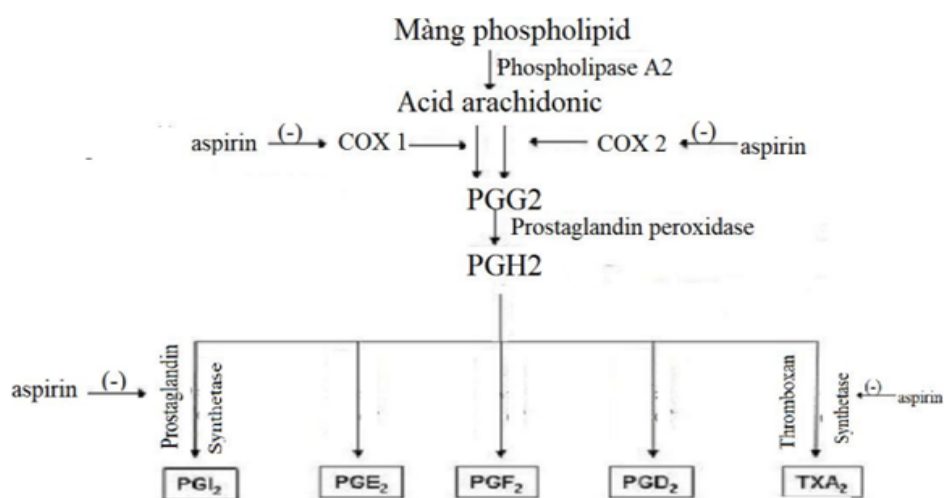 Màng phospholipid
Phospholipase A2
Acid arachidonic
aspirin (-) COX 1 COX 2 (-) aspirin
PGG2
Prostaglandin peroxidase
PGH2
aspirin (-) Prostaglandin Synthetase Thromboxan Synthetase (-) aspirin
PGI₂ PGE₂ PGF₂ PGD₂ TXA₂